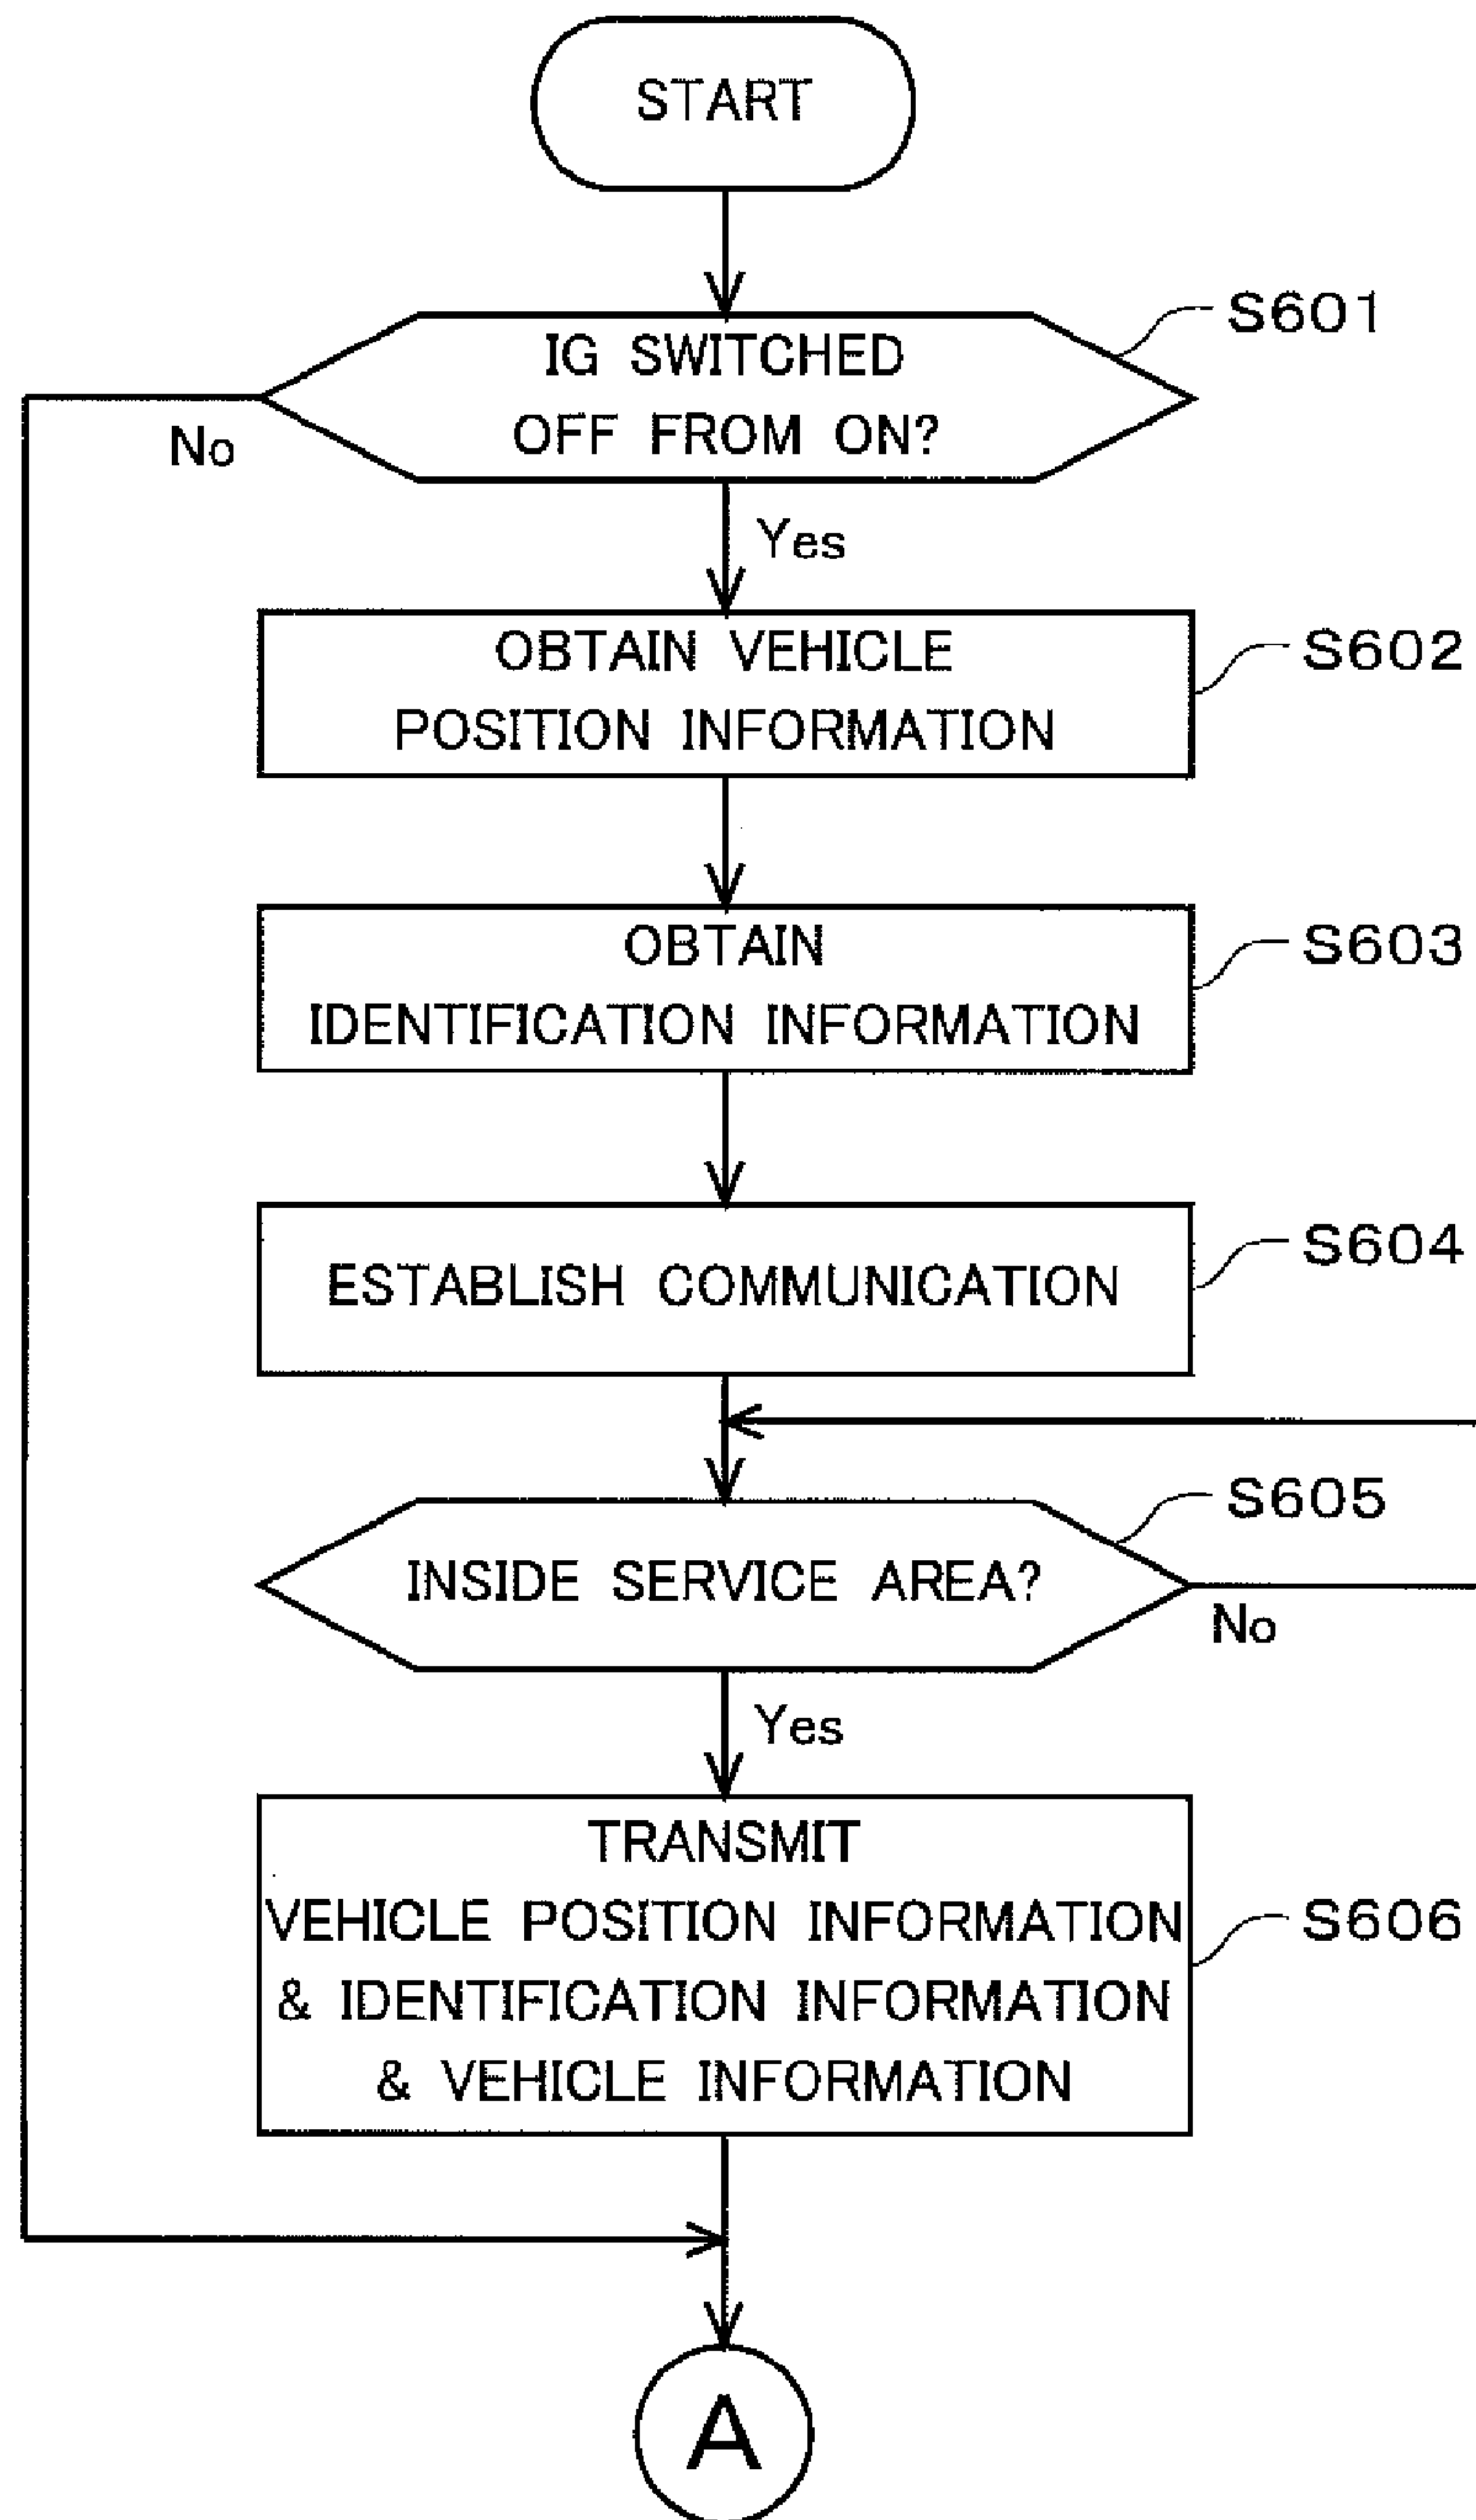 START
IG SWITCHED
OFF FROM ON?
S601
No
Yes
OBTAIN VEHICLE
POSITION INFORMATION
S602
OBTAIN
IDENTIFICATION INFORMATION
S603
ESTABLISH COMMUNICATION
S604
INSIDE SERVICE AREA?
S605
No
Yes
TRANSMIT
VEHICLE POSITION INFORMATION
& IDENTIFICATION INFORMATION
& VEHICLE INFORMATION
S606
A